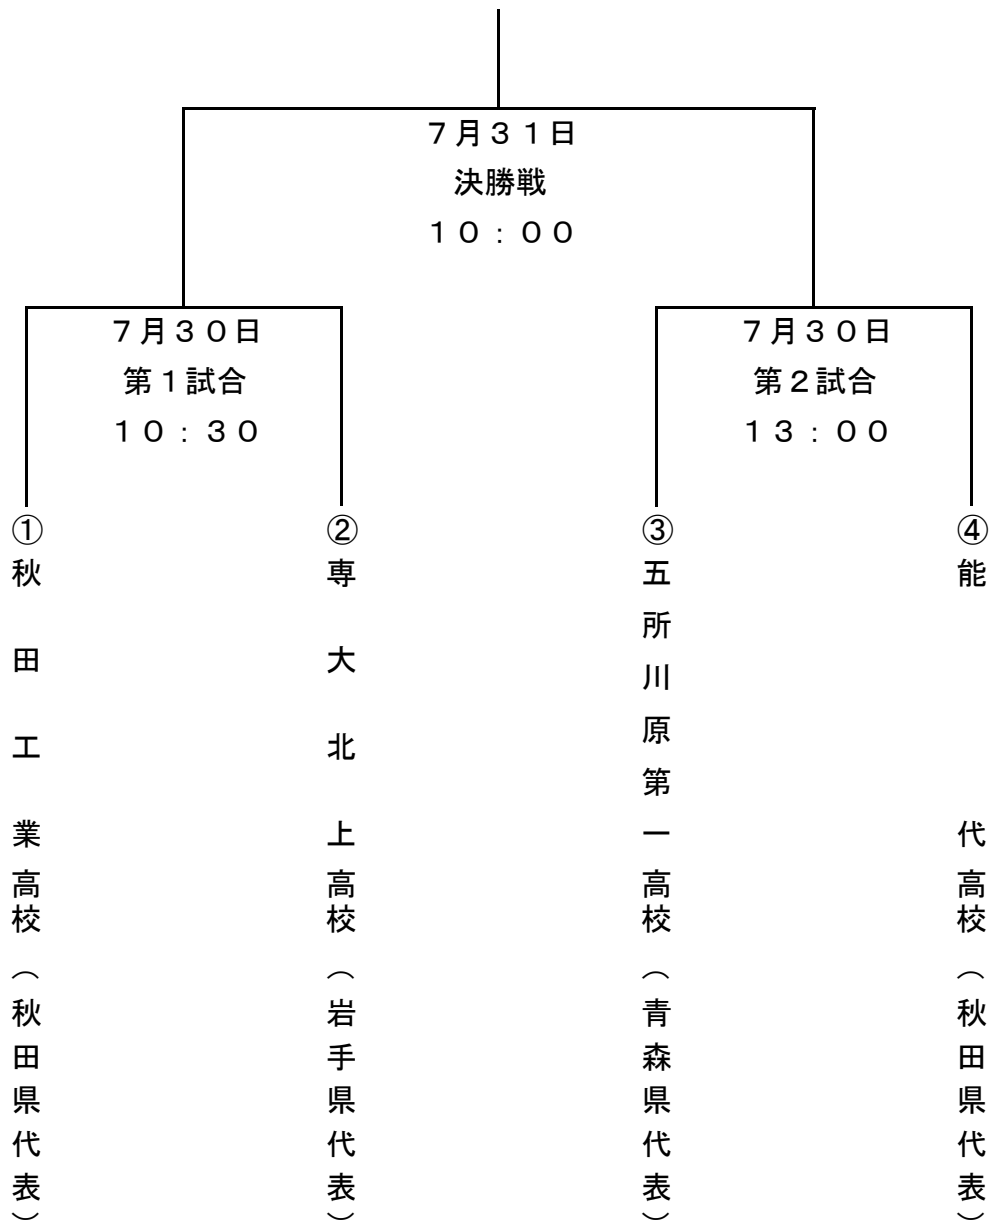 ７月３１日
決勝戦
１０：００
７月３０日
第１試合
１０：３０
７月３０日
第２試合
１３：００
①秋田工業高校（秋田県代表）
②専大北上高校（岩手県代表）
③五所川原第一高校（青森県代表）
④能代高校（秋田県代表）